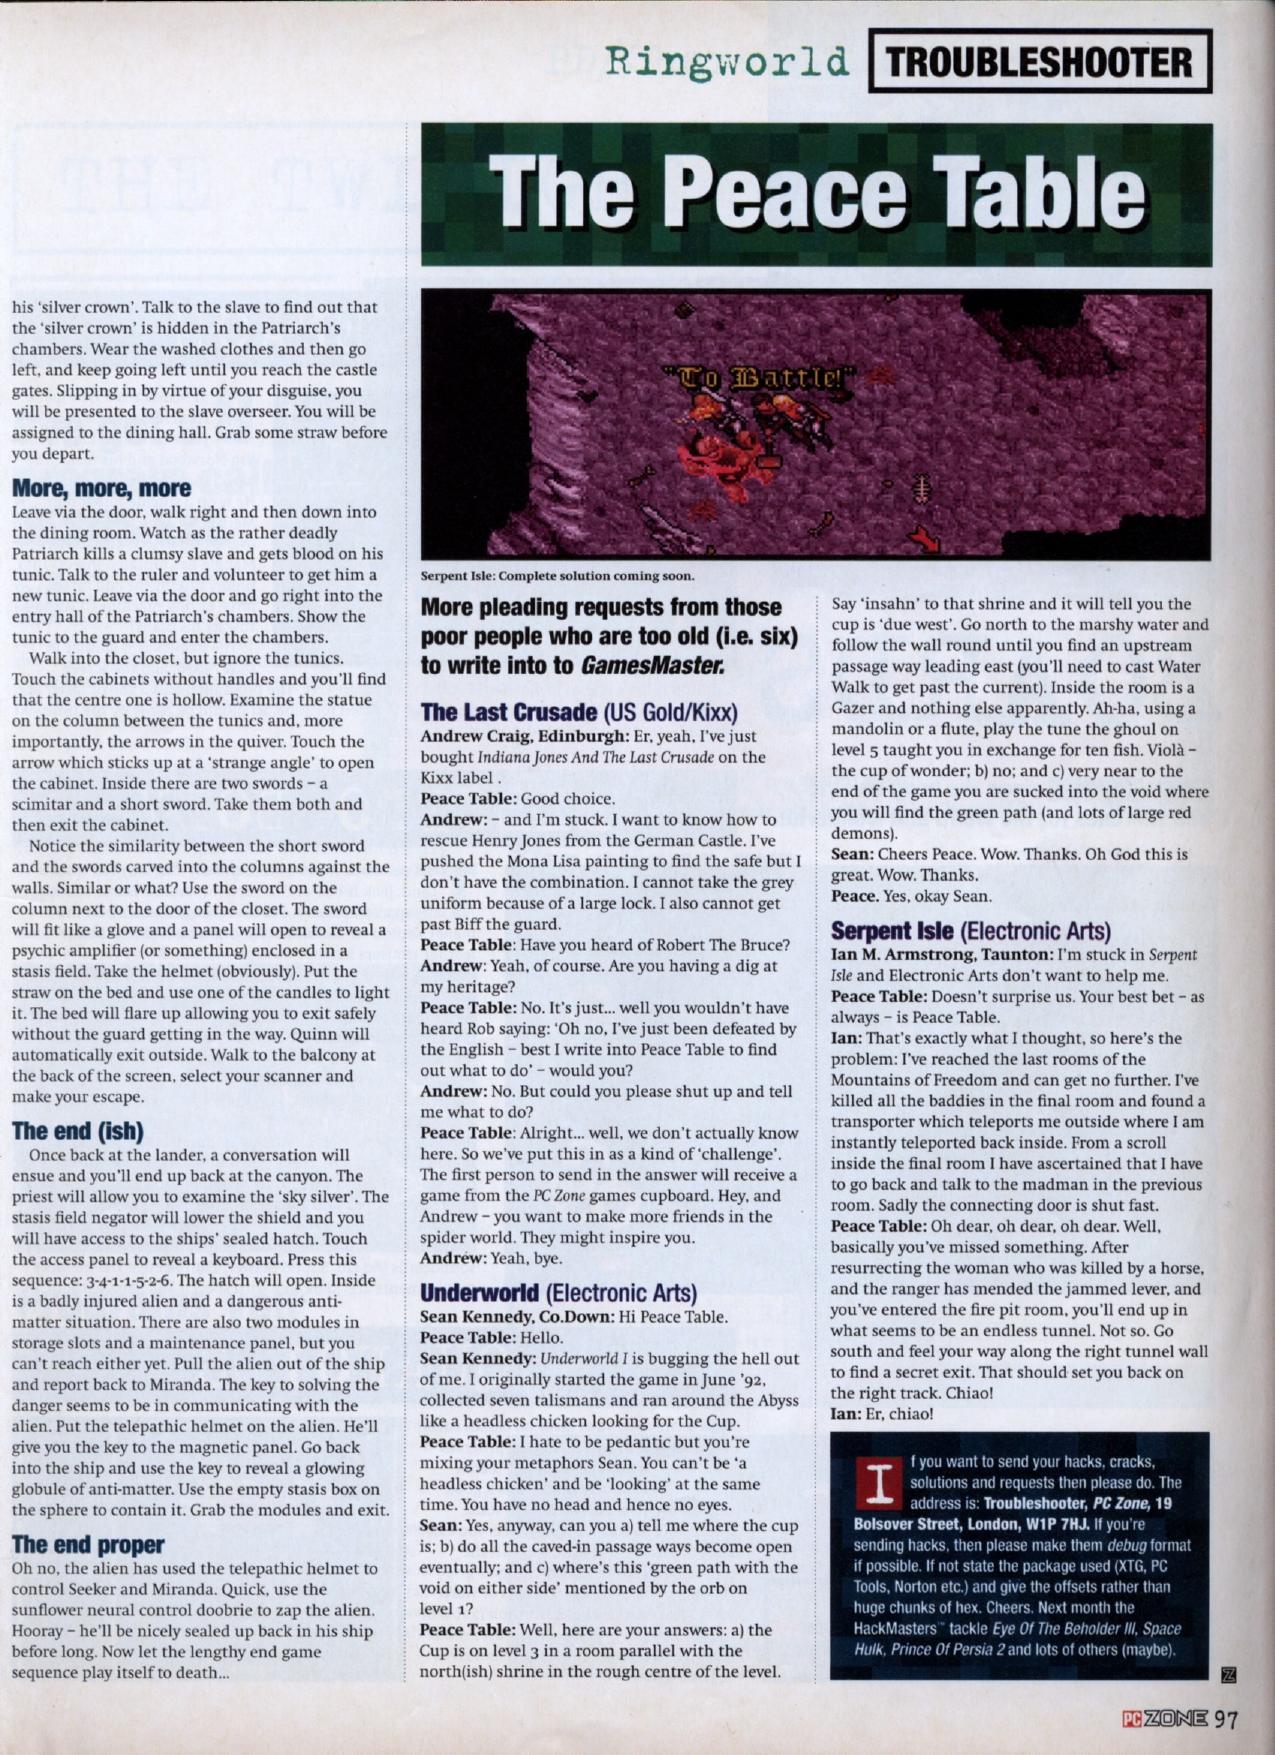 Ringworld TROUBLESHOOTER
The Peace Table
his ‘silver crown’. Talk to the slave to find out that
the ‘silver crown’ is hidden in the Patriarch's
chambers. Wear the washed clothes and then go
left, and keep going left until you reach the castle
gates. Slipping in by virtue of your disguise, you
will be presented to the slave overseer. You will be
assigned to the dining hall. Grab some straw before
you depart.
More, more, more
Leave via the door, walk right and then down into
the dining room. Watch as the rather deadly
Patriarch kills a clumsy slave and gets blood on his
tunic. Talk to the ruler and volunteer to get him a
new tunic. Leave via the door and go right into the
entry hall of the Patriarch's chambers. Show the
tunic to the guard and enter the chambers.
Walk into the closet, but ignore the tunics.
Touch the cabinets without handles and you'll find
that the centre one is hollow. Examine the statue
on the column between the tunics and, more
importantly, the arrows in the quiver. Touch the
arrow which sticks up at a ‘strange angle’ to open
the cabinet. Inside there are two swords – a
scimitar and a short sword. Take them both and
then exit the cabinet.
Notice the similarity between the short sword
and the swords carved into the columns against the
walls. Similar or what? Use the sword on the
column next to the door of the closet. The sword
will fit like a glove and a panel will open to reveal a
psychic amplifier (or something) enclosed in a
stasis field. Take the helmet (obviously). Put the
straw on the bed and use one of the candles to light
it. The bed will flare up allowing you to exit safely
without the guard getting in the way. Quinn will
automatically exit outside. Walk to the balcony at
the back of the screen, select your scanner and
make your escape.
The end (ish)
Once back at the lander, a conversation will
ensue and you'll end up back at the canyon. The
priest will allow you to examine the ‘sky silver’. The
stasis field negator will lower the shield and you
will have access to the ships' sealed hatch. Touch
the access panel to reveal a keyboard. Press this
sequence: 3-4-1-1-5-2-6. The hatch will open. Inside
is a badly injured alien and a dangerous anti-
matter situation. There are also two modules in
storage slots and a maintenance panel, but you
can't reach either yet. Pull the alien out of the ship
and report back to Miranda. The key to solving the
danger seems to be in communicating with the
alien. Put the telepathic helmet on the alien. He'll
give you the key to the magnetic panel. Go back
into the ship and use the key to reveal a glowing
globule of anti-matter. Use the empty stasis box on
the sphere to contain it. Grab the modules and exit.
The end proper
Oh no, the alien has used the telepathic helmet to
control Seeker and Miranda. Quick, use the
sunflower neural control doobrie to zap the alien.
Hooray – he'll be nicely sealed up back in his ship
before long. Now let the lengthy end game
sequence play itself to death...
"To Battle!"
Serpent Isle: Complete solution coming soon.
More pleading requests from those
poor people who are too old (i.e. six)
to write into to GamesMaster.
The Last Crusade (US Gold/Kixx)
Andrew Craig, Edinburgh: Er, yeah, I've just
bought Indiana Jones And The Last Crusade on the
Kixx label .
Peace Table: Good choice.
Andrew: – and I'm stuck. I want to know how to
rescue Henry Jones from the German Castle. I've
pushed the Mona Lisa painting to find the safe but I
don't have the combination. I cannot take the grey
uniform because of a large lock. I also cannot get
past Biff the guard.
Peace Table: Have you heard of Robert The Bruce?
Andrew: Yeah, of course. Are you having a dig at
my heritage?
Peace Table: No. It's just... well you wouldn't have
heard Rob saying: ‘Oh no, I've just been defeated by
the English – best I write into Peace Table to find
out what to do’ – would you?
Andrew: No. But could you please shut up and tell
me what to do?
Peace Table: Alright... well, we don't actually know
here. So we've put this in as a kind of ‘challenge’.
The first person to send in the answer will receive a
game from the PC Zone games cupboard. Hey, and
Andrew – you want to make more friends in the
spider world. They might inspire you.
Andrew: Yeah, bye.
Underworld (Electronic Arts)
Sean Kennedy, Co.Down: Hi Peace Table.
Peace Table: Hello.
Sean Kennedy: Underworld I is bugging the hell out
of me. I originally started the game in June '92,
collected seven talismans and ran around the Abyss
like a headless chicken looking for the Cup.
Peace Table: I hate to be pedantic but you're
mixing your metaphors Sean. You can't be ‘a
headless chicken’ and be ‘looking’ at the same
time. You have no head and hence no eyes.
Sean: Yes, anyway, can you a) tell me where the cup
is; b) do all the caved-in passage ways become open
eventually; and c) where's this ‘green path with the
void on either side’ mentioned by the orb on
level 1?
Peace Table: Well, here are your answers: a) the
Cup is on level 3 in a room parallel with the
north(ish) shrine in the rough centre of the level.
Say ‘insahn’ to that shrine and it will tell you the
cup is ‘due west’. Go north to the marshy water and
follow the wall round until you find an upstream
passage way leading east (you'll need to cast Water
Walk to get past the current). Inside the room is a
Gazer and nothing else apparently. Ah-ha, using a
mandolin or a flute, play the tune the ghoul on
level 5 taught you in exchange for ten fish. Violà –
the cup of wonder; b) no; and c) very near to the
end of the game you are sucked into the void where
you will find the green path (and lots of large red
demons).
Sean: Cheers Peace. Wow. Thanks. Oh God this is
great. Wow. Thanks.
Peace. Yes, okay Sean.
Serpent Isle (Electronic Arts)
Ian M. Armstrong, Taunton: I'm stuck in Serpent
Isle and Electronic Arts don't want to help me.
Peace Table: Doesn't surprise us. Your best bet – as
always – is Peace Table.
Ian: That's exactly what I thought, so here's the
problem: I've reached the last rooms of the
Mountains of Freedom and can get no further. I've
killed all the baddies in the final room and found a
transporter which teleports me outside where I am
instantly teleported back inside. From a scroll
inside the final room I have ascertained that I have
to go back and talk to the madman in the previous
room. Sadly the connecting door is shut fast.
Peace Table: Oh dear, oh dear, oh dear. Well,
basically you've missed something. After
resurrecting the woman who was killed by a horse,
and the ranger has mended the jammed lever, and
you've entered the fire pit room, you'll end up in
what seems to be an endless tunnel. Not so. Go
south and feel your way along the right tunnel wall
to find a secret exit. That should set you back on
the right track. Chiao!
Ian: Er, chiao!
If you want to send your hacks, cracks,
solutions and requests then please do. The
address is: Troubleshooter, PC Zone, 19
Bolsover Street, London, W1P 7HJ. If you're
sending hacks, then please make them debug format
if possible. If not state the package used (XTG, PC
Tools, Norton etc.) and give the offsets rather than
huge chunks of hex. Cheers. Next month the
HackMasters™ tackle Eye Of The Beholder III, Space
Hulk, Prince Of Persia 2 and lots of others (maybe).
Z
PC ZONE 97